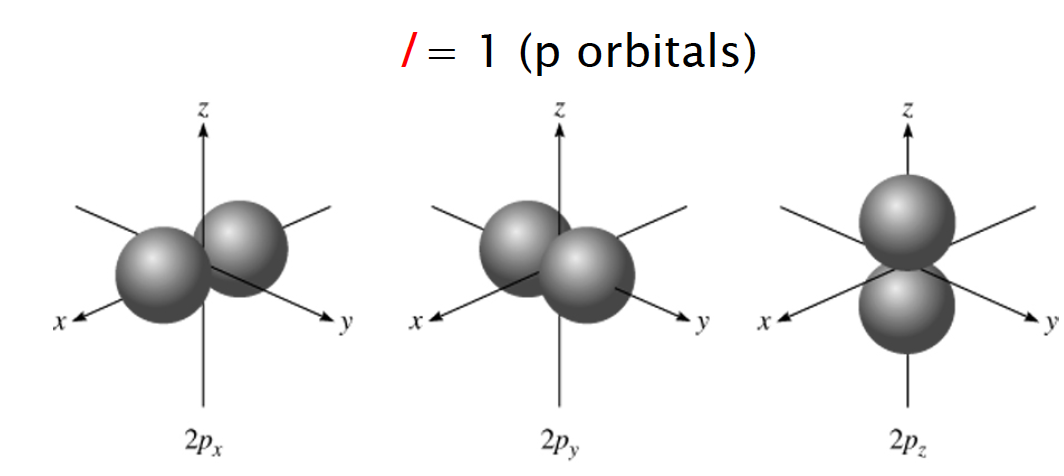 l = 1 (p orbitals)
z z z
x y x y x y
2pₓ 2py 2pz